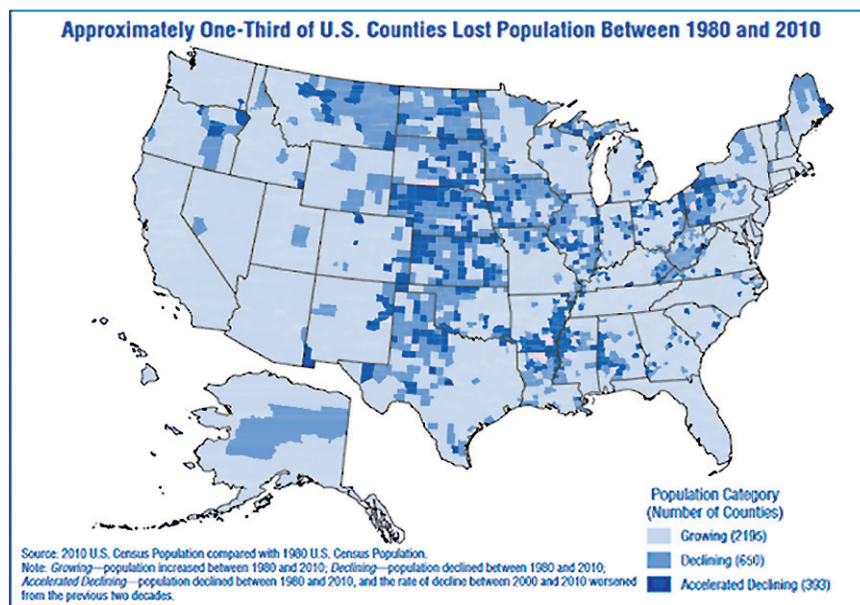 Approximately One-Third of U.S. Counties Lost Population Between 1980 and 2010
Population Category
(Number of Counties)
Growing (2195)
Declining (650)
Accelerated Declining (393)
Source: 2010 U.S. Census Population compared with 1980 U.S. Census Population.
Note: Growing—population increased between 1980 and 2010; Declining—population declined between 1980 and 2010;
Accelerated Declining—population declined between 1980 and 2010, and the rate of decline between 2000 and 2010 worsened
from the previous two decades.